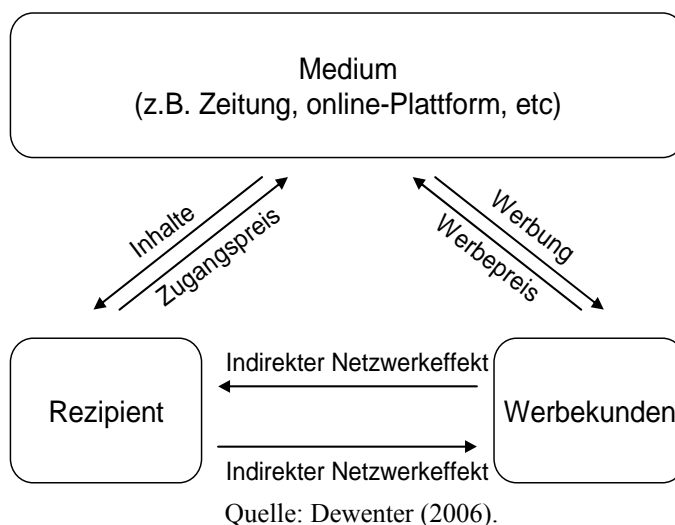 Medium
(z.B. Zeitung, online-Plattform, etc)
Inhalte
Zugangspreis
Werbung
Werbepreis
Indirekter Netzwerkeffekt
Rezipient
Werbekunden
Indirekter Netzwerkeffekt
Quelle: Dewenter (2006).